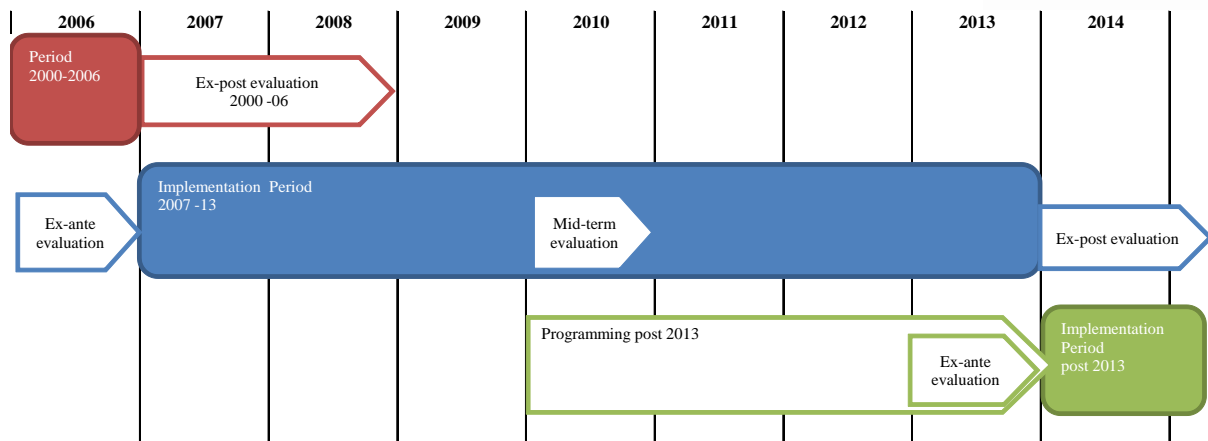 2006 2007 2008 2009 2010 2011 2012 2013 2014
Period
2000-2006
Ex-post evaluation
2000 -06
Implementation Period
2007 -13
Ex-ante
evaluation
Mid-term
evaluation
Ex-post evaluation
Programming post 2013
Ex-ante
evaluation
Implementation
Period
post 2013